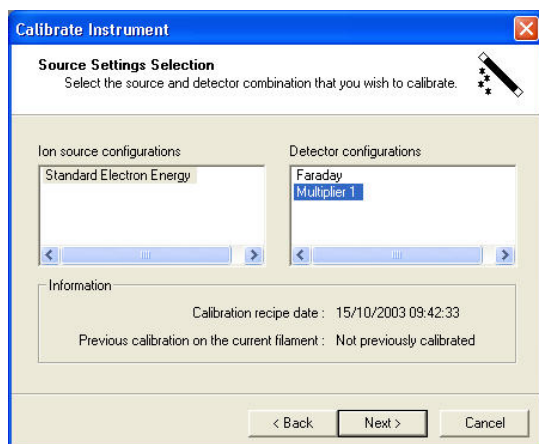 Calibrate Instrument
Source Settings Selection
Select the source and detector combination that you wish to calibrate.
Ion source configurations
Standard Electron Energy
Detector configurations
Faraday
Multiplier 1
Information
Calibration recipe date : 15/10/2003 09:42:33
Previous calibration on the current filament : Not previously calibrated
< Back
Next >
Cancel